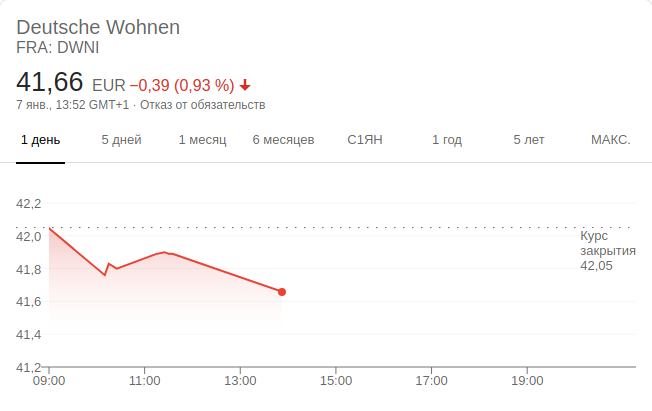 Deutsche Wohnen
FRA: DWNI
41,66 EUR −0,39 (0,93 %)
7 янв., 13:52 GMT+1 · Отказ от обязательств
1 день 5 дней 1 месяц 6 месяцев С1ЯН 1 год 5 лет МАКС.
42,2
42,0
41,8
41,6
41,4
41,2
Курс
закрытия
42,05
09:00 11:00 13:00 15:00 17:00 19:00